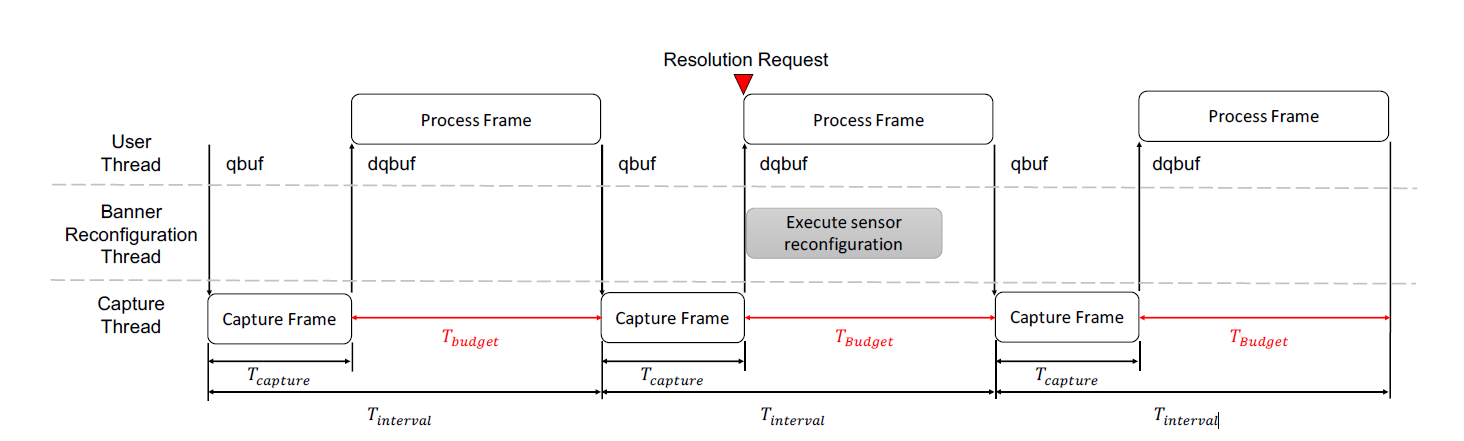 Resolution Request
Process Frame
Process Frame
Process Frame
User
Thread
qbuf
dqbuf
qbuf
dqbuf
qbuf
dqbuf
Banner
Reconfiguration
Thread
Execute sensor
reconfiguration
Capture
Thread
Capture Frame
Capture Frame
Capture Frame
T_budget
T_Budget
T_Budget
T_capture
T_capture
T_capture
T_interval
T_interval
T_interval